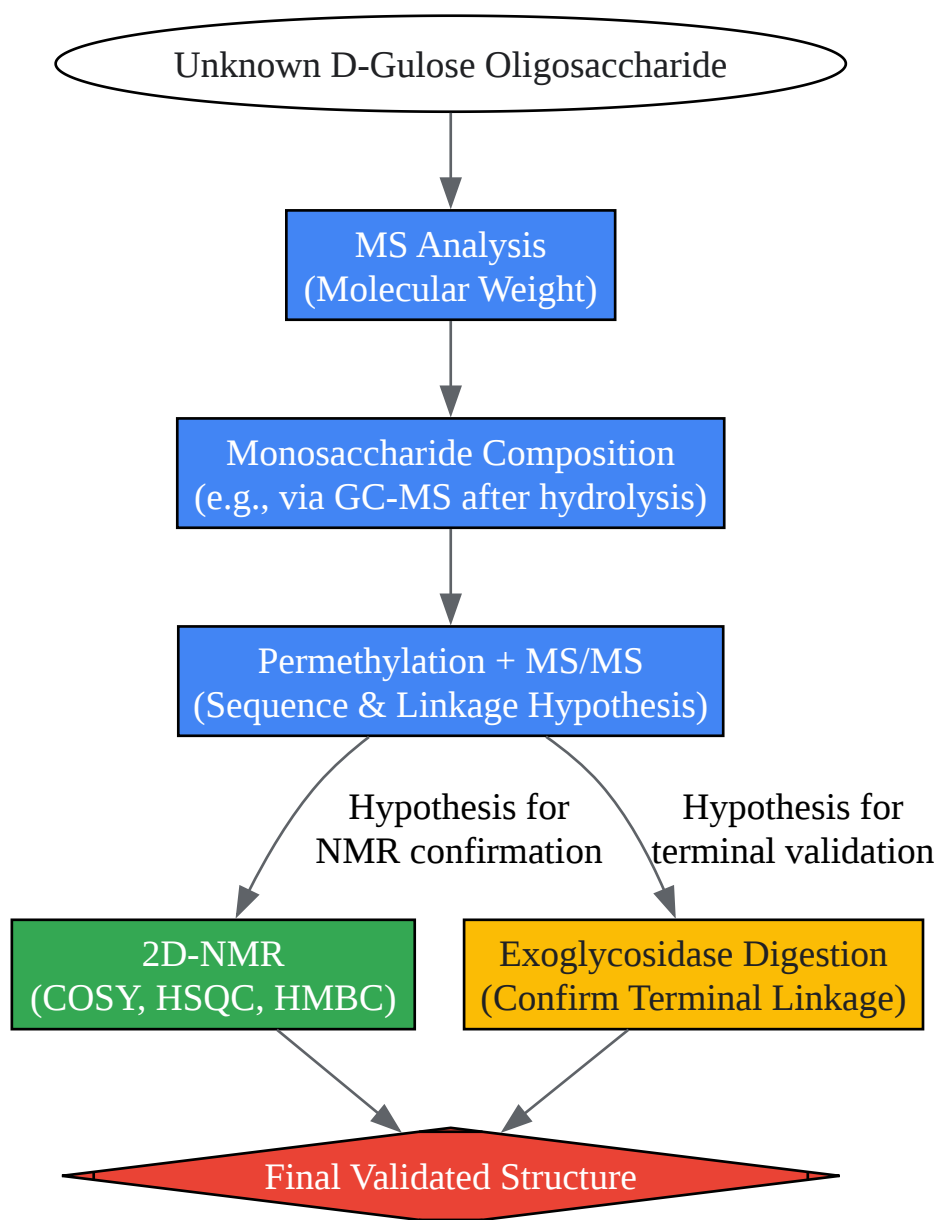 Unknown D-Gulose Oligosaccharide
MS Analysis
(Molecular Weight)
Monosaccharide Composition
(e.g., via GC-MS after hydrolysis)
Permethylation + MS/MS
(Sequence & Linkage Hypothesis)
Hypothesis for
NMR confirmation
Hypothesis for
terminal validation
2D-NMR
(COSY, HSQC, HMBC)
Exoglycosidase Digestion
(Confirm Terminal Linkage)
Final Validated Structure